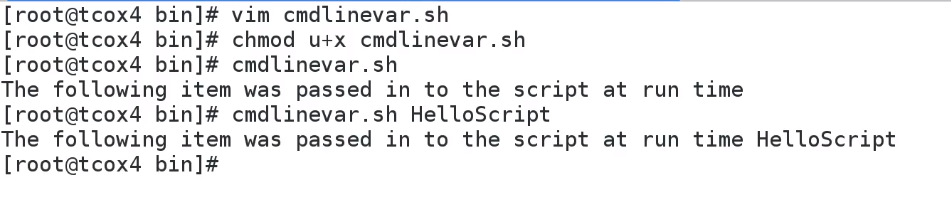 [root@tcox4 bin]# vim cmdlinevar.sh
[root@tcox4 bin]# chmod u+x cmdlinevar.sh
[root@tcox4 bin]# cmdlinevar.sh
The following item was passed in to the script at run time
[root@tcox4 bin]# cmdlinevar.sh HelloScript
The following item was passed in to the script at run time HelloScript
[root@tcox4 bin]#